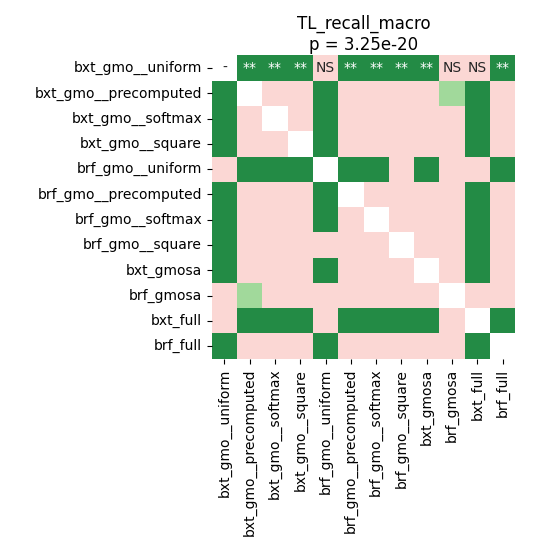 TL_recall_macro
p = 3.25e-20
bxt_gmo__uniform - ** ** ** NS ** ** ** ** NS NS **
bxt_gmo__precomputed
bxt_gmo__softmax
bxt_gmo__square
brf_gmo__uniform
brf_gmo__precomputed
brf_gmo__softmax
brf_gmo__square
bxt_gmosa
brf_gmosa
bxt_full
brf_full
bxt_gmo__uniform
bxt_gmo__precomputed
bxt_gmo__softmax
bxt_gmo__square
brf_gmo__uniform
brf_gmo__precomputed
brf_gmo__softmax
brf_gmo__square
bxt_gmosa
brf_gmosa
bxt_full
brf_full